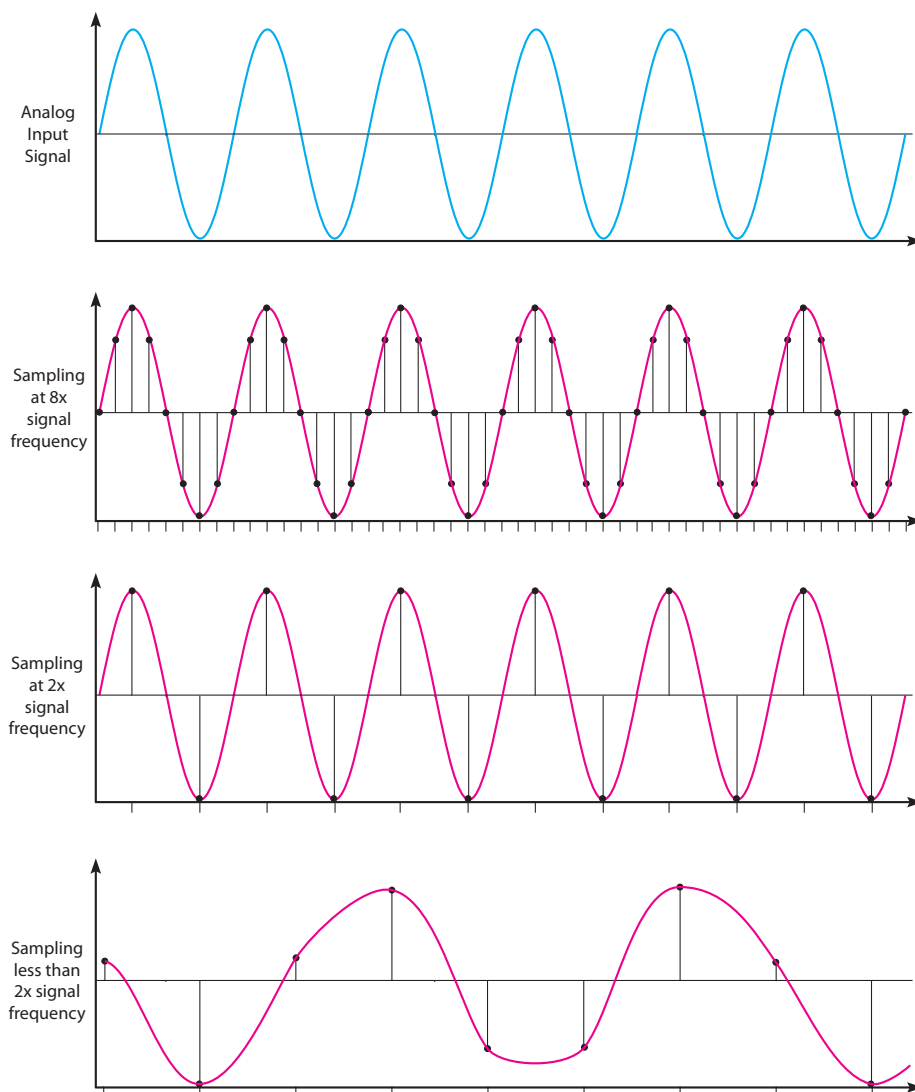 Analog
Input
Signal
Sampling
at 8x
signal
frequency
Sampling
at 2x
signal
frequency
Sampling
less than
2x signal
frequency